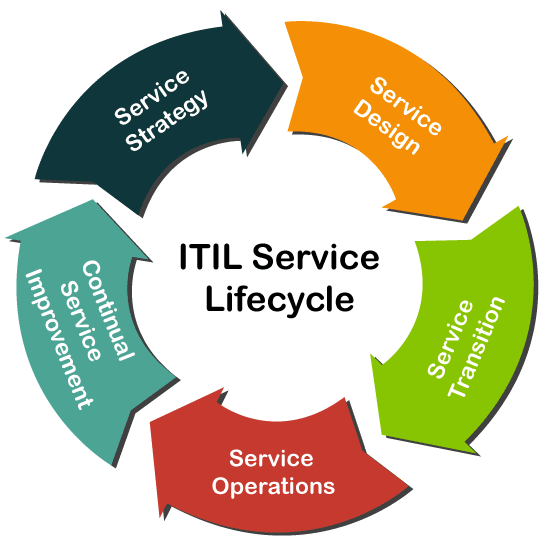 Service
Strategy
Service
Design
ITIL Service
Lifecycle
Service
Transition
Service
Operations
Continual
Service
Improvement